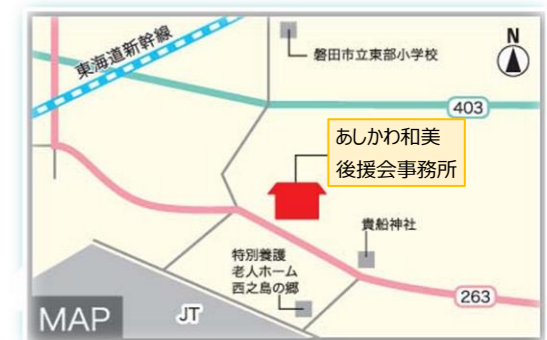 東海道新幹線
磐田市立東部小学校
N
403
あしかわ和美
後援会事務所
貴船神社
特別養護
老人ホーム
西之島の郷
263
MAP
JT